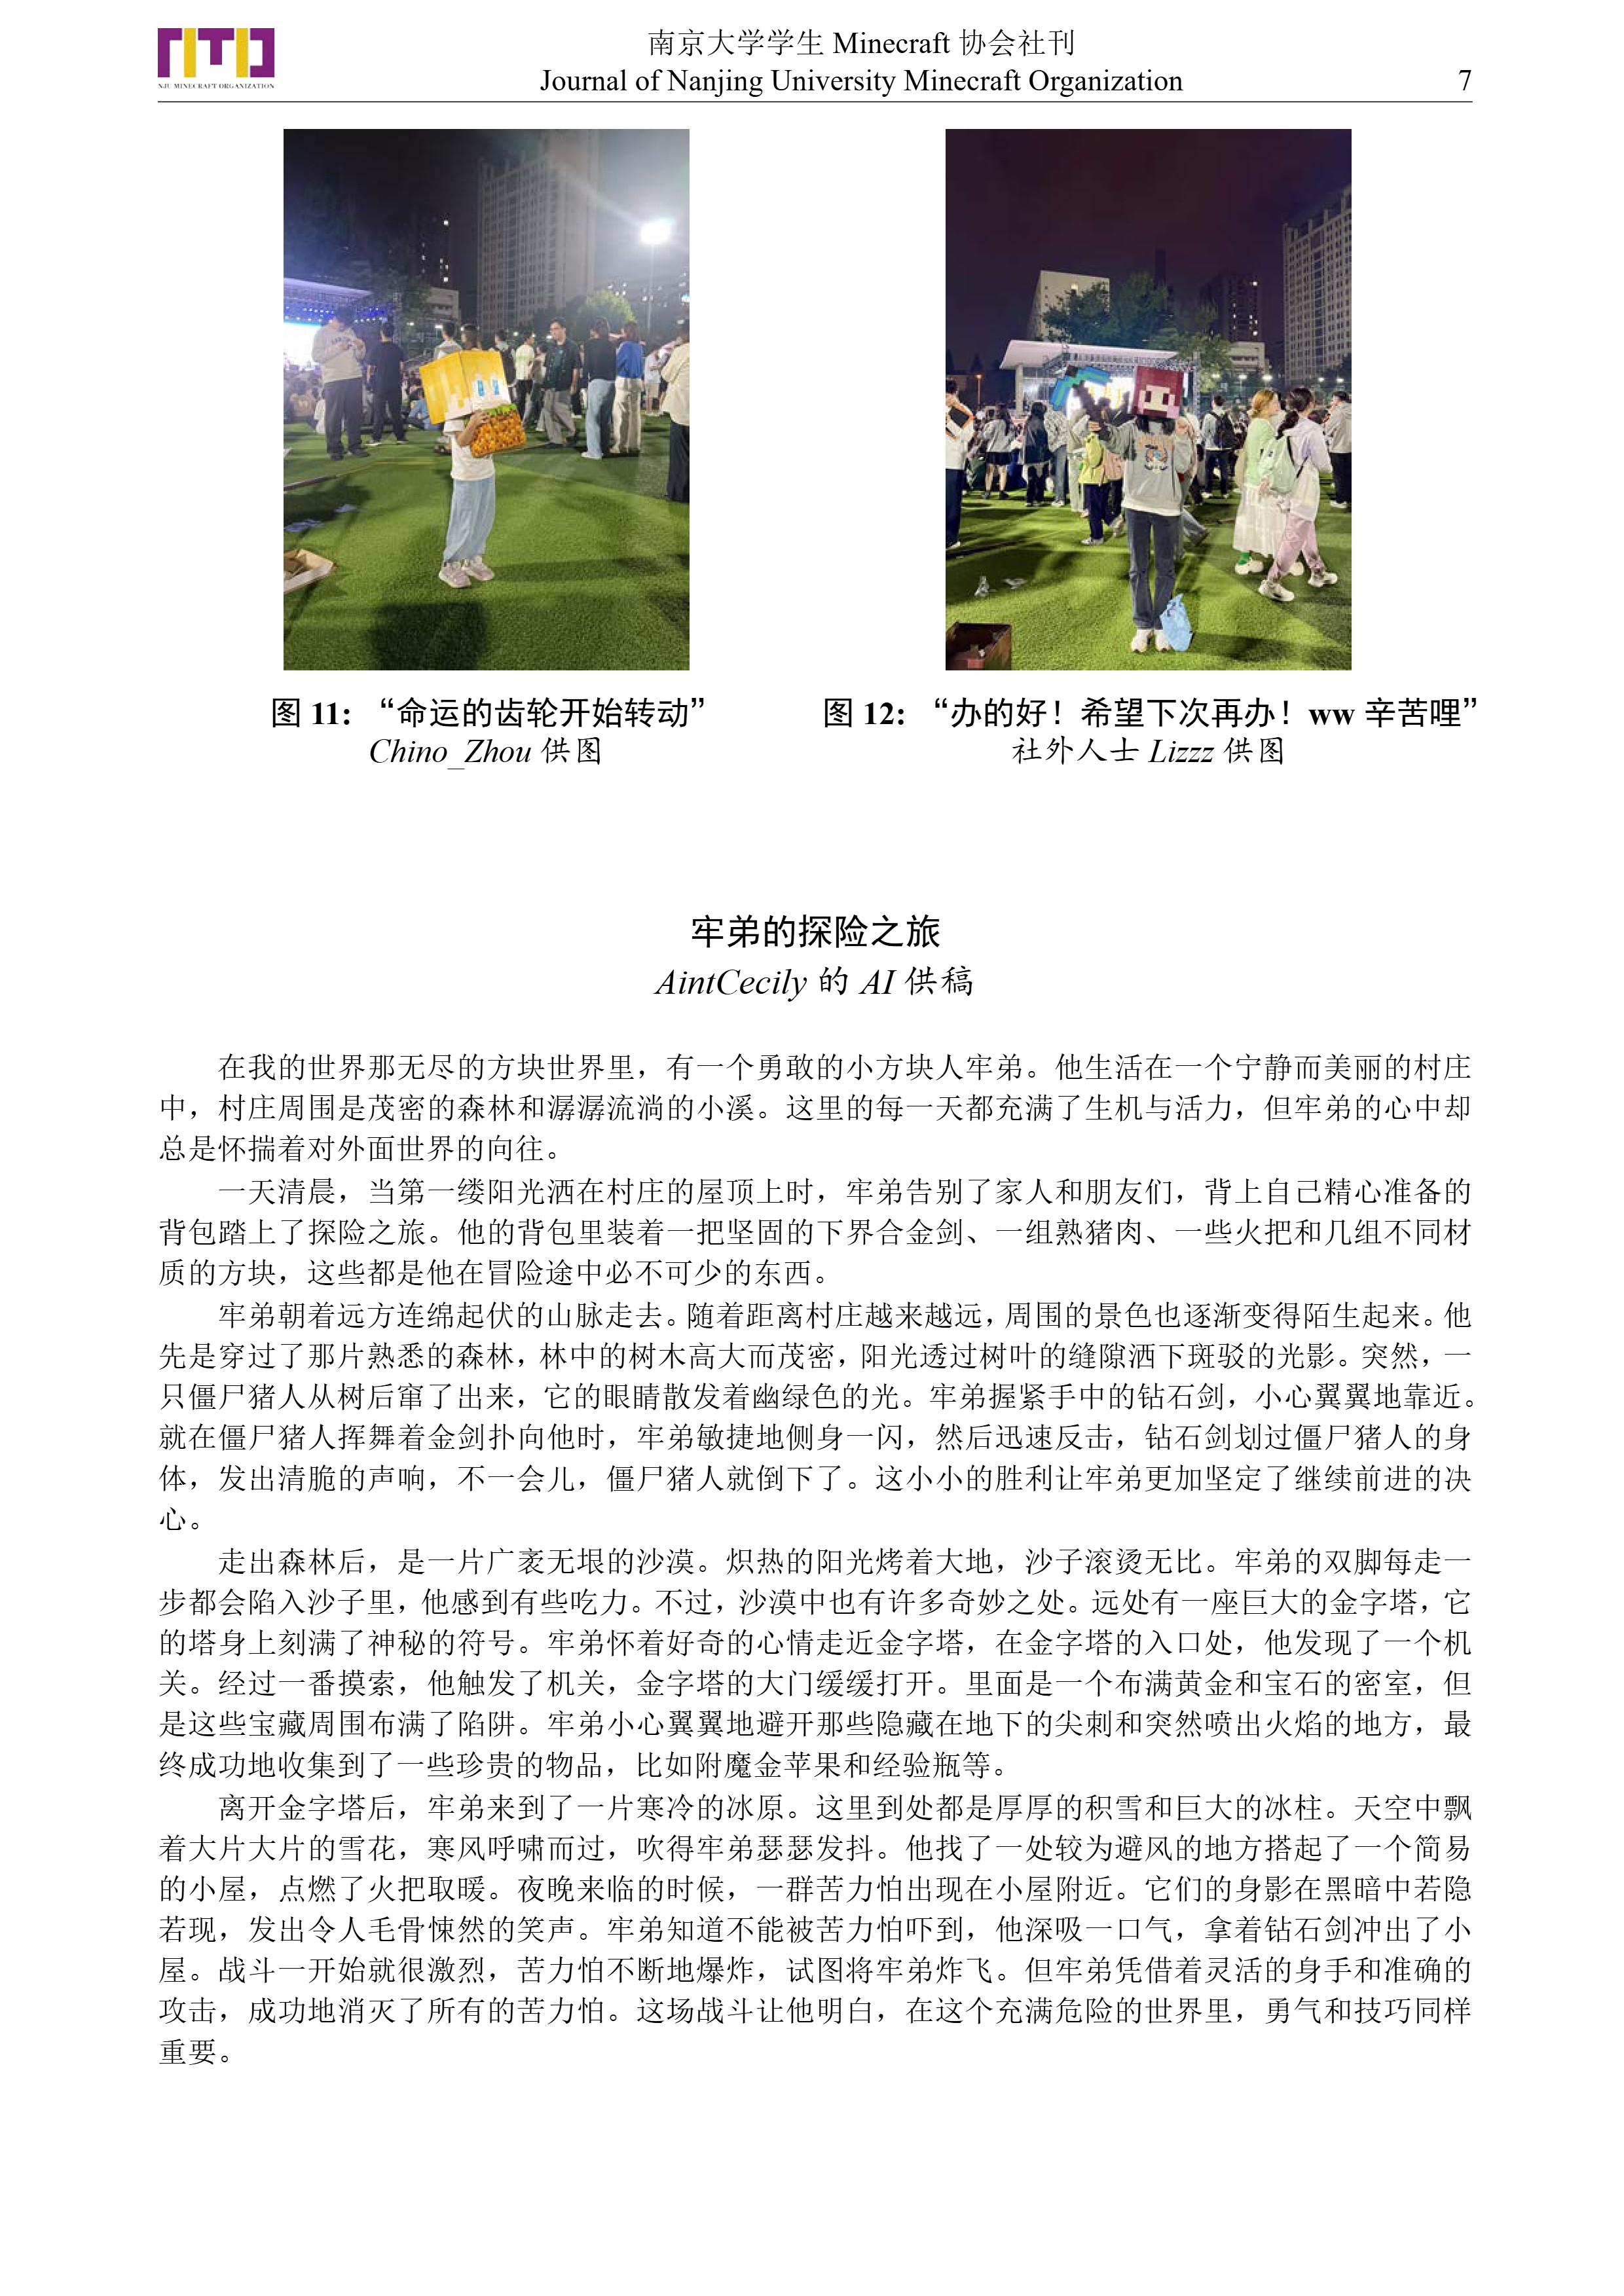 NJU MINECRAFT ORGANIZATION
南京大学学生 Minecraft 协会社刊
Journal of Nanjing University Minecraft Organization
7
图 11: “命运的齿轮开始转动”
Chino_Zhou 供图
图 12: “办的好！希望下次再办！ww 辛苦哩”
社外人士 Lizzz 供图
牢弟的探险之旅
AintCecily 的 AI 供稿
在我的世界那无尽的方块世界里，有一个勇敢的小方块人牢弟。他生活在一个宁静而美丽的村庄
中，村庄周围是茂密的森林和潺潺流淌的小溪。这里的每一天都充满了生机与活力，但牢弟的心中却
总是怀揣着对外面世界的向往。
一天清晨，当第一缕阳光洒在村庄的屋顶上时，牢弟告别了家人和朋友们，背上自己精心准备的
背包踏上了探险之旅。他的背包里装着一把坚固的下界合金剑、一组熟猪肉、一些火把和几组不同材
质的方块，这些都是他在冒险途中必不可少的东西。
牢弟朝着远方连绵起伏的山脉走去。随着距离村庄越来越远，周围的景色也逐渐变得陌生起来。他
先是穿过了那片熟悉的森林，林中的树木高大而茂密，阳光透过树叶的缝隙洒下斑驳的光影。突然，一
只僵尸猪人从树后窜了出来，它的眼睛散发着幽绿色的光。牢弟握紧手中的钻石剑，小心翼翼地靠近。
就在僵尸猪人挥舞着金剑扑向他时，牢弟敏捷地侧身一闪，然后迅速反击，钻石剑划过僵尸猪人的身
体，发出清脆的声响，不一会儿，僵尸猪人就倒下了。这小小的胜利让牢弟更加坚定了继续前进的决
心。
走出森林后，是一片广袤无垠的沙漠。炽热的阳光烤着大地，沙子滚烫无比。牢弟的双脚每走一
步都会陷入沙子里，他感到有些吃力。不过，沙漠中也有许多奇妙之处。远处有一座巨大的金字塔，它
的塔身上刻满了神秘的符号。牢弟怀着好奇的心情走近金字塔，在金字塔的入口处，他发现了一个机
关。经过一番摸索，他触发了机关，金字塔的大门缓缓打开。里面是一个布满黄金和宝石的密室，但
是这些宝藏周围布满了陷阱。牢弟小心翼翼地避开那些隐藏在地下的尖刺和突然喷出火焰的地方，最
终成功地收集到了一些珍贵的物品，比如附魔金苹果和经验瓶等。
离开金字塔后，牢弟来到了一片寒冷的冰原。这里到处都是厚厚的积雪和巨大的冰柱。天空中飘
着大片大片的雪花，寒风呼啸而过，吹得牢弟瑟瑟发抖。他找了一处较为避风的地方搭起了一个简易
的小屋，点燃了火把取暖。夜晚来临的时候，一群苦力怕出现在小屋附近。它们的身影在黑暗中若隐
若现，发出令人毛骨悚然的笑声。牢弟知道不能被苦力怕吓到，他深吸一口气，拿着钻石剑冲出了小
屋。战斗一开始就很激烈，苦力怕不断地爆炸，试图将牢弟炸飞。但牢弟凭借着灵活的身手和准确的
攻击，成功地消灭了所有的苦力怕。这场战斗让他明白，在这个充满危险的世界里，勇气和技巧同样
重要。